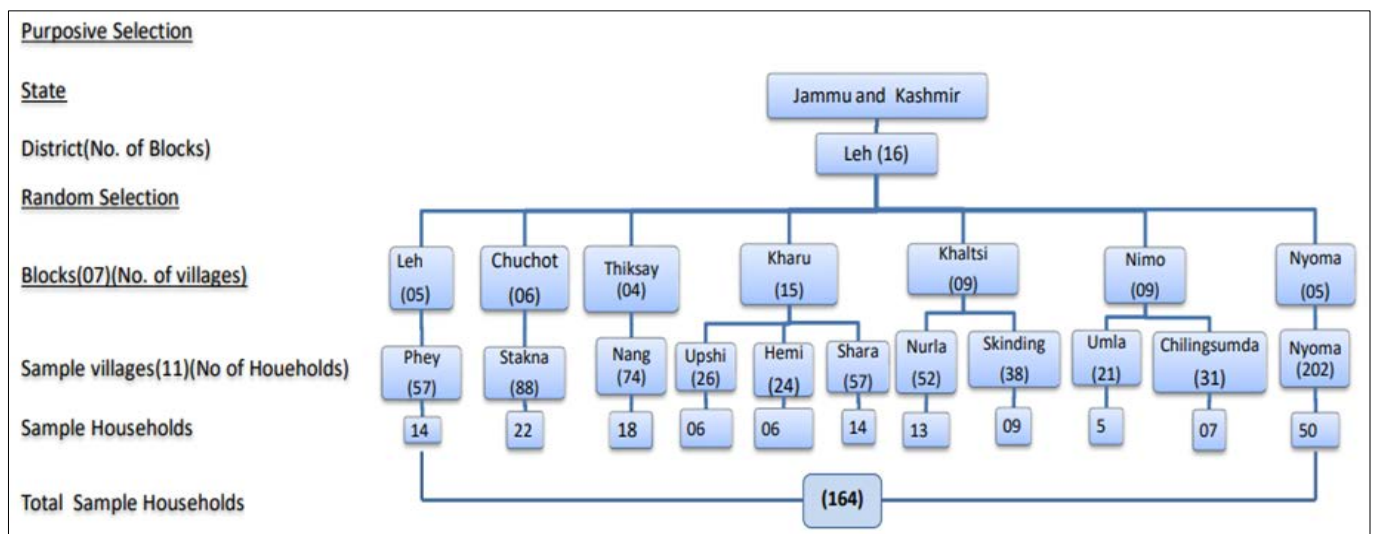 Purposive Selection
State
Jammu and Kashmir
District(No. of Blocks)
Leh (16)
Random Selection
Blocks(07)(No. of villages)
Leh
(05)
Chuchot
(06)
Thiksay
(04)
Kharu
(15)
Khaltsi
(09)
Nimo
(09)
Nyoma
(05)
Sample villages(11)(No of Houeholds)
Phey
(57)
Stakna
(88)
Nang
(74)
Upshi
(26)
Hemi
(24)
Shara
(57)
Nurla
(52)
Skinding
(38)
Umla
(21)
Chilingsumda
(31)
Nyoma
(202)
Sample Households
14
22
18
06
06
14
13
09
5
07
50
Total Sample Households
(164)